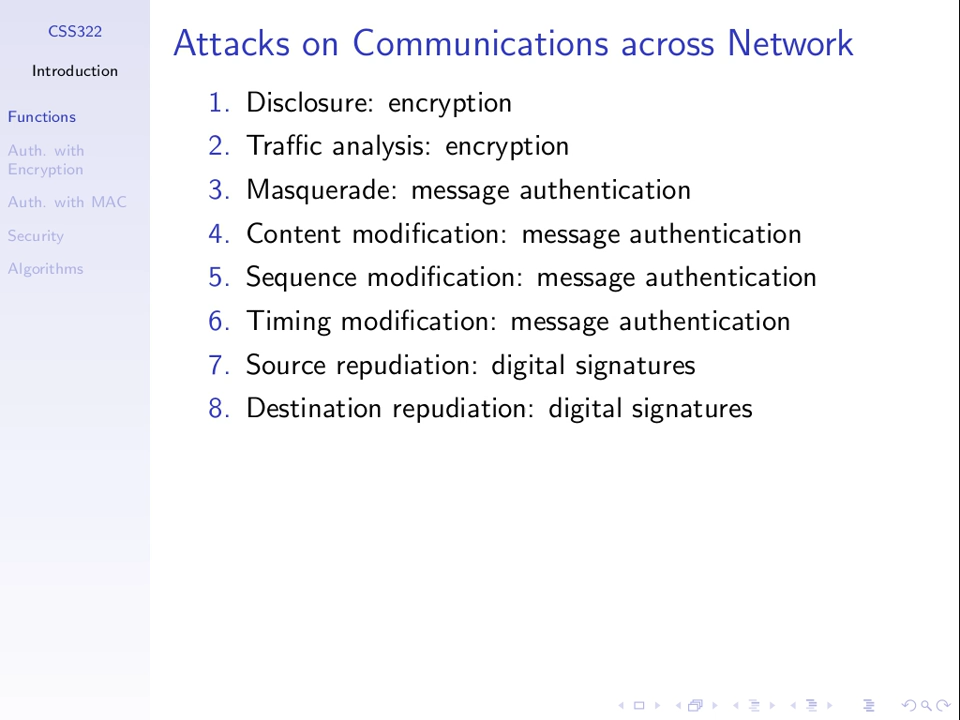 CSS322
Introduction
Functions
Auth. with
Encryption
Auth. with MAC
Security
Algorithms
Attacks on Communications across Network
1. Disclosure: encryption
2. Traffic analysis: encryption
3. Masquerade: message authentication
4. Content modification: message authentication
5. Sequence modification: message authentication
6. Timing modification: message authentication
7. Source repudiation: digital signatures
8. Destination repudiation: digital signatures